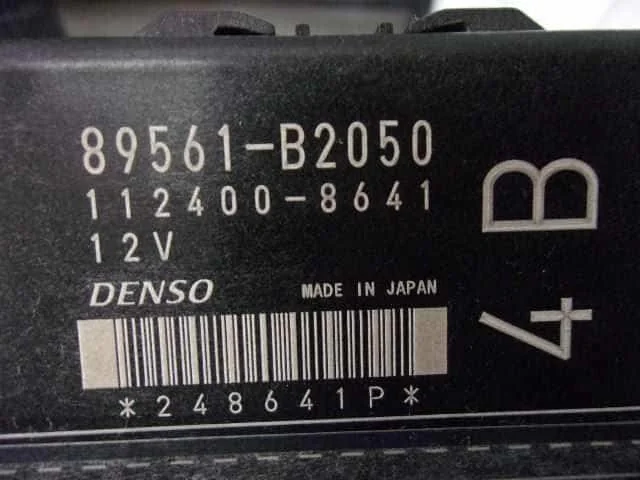 89561-B2050
112400-8641
12V
DENSO MADE IN JAPAN
*248641P*
4B